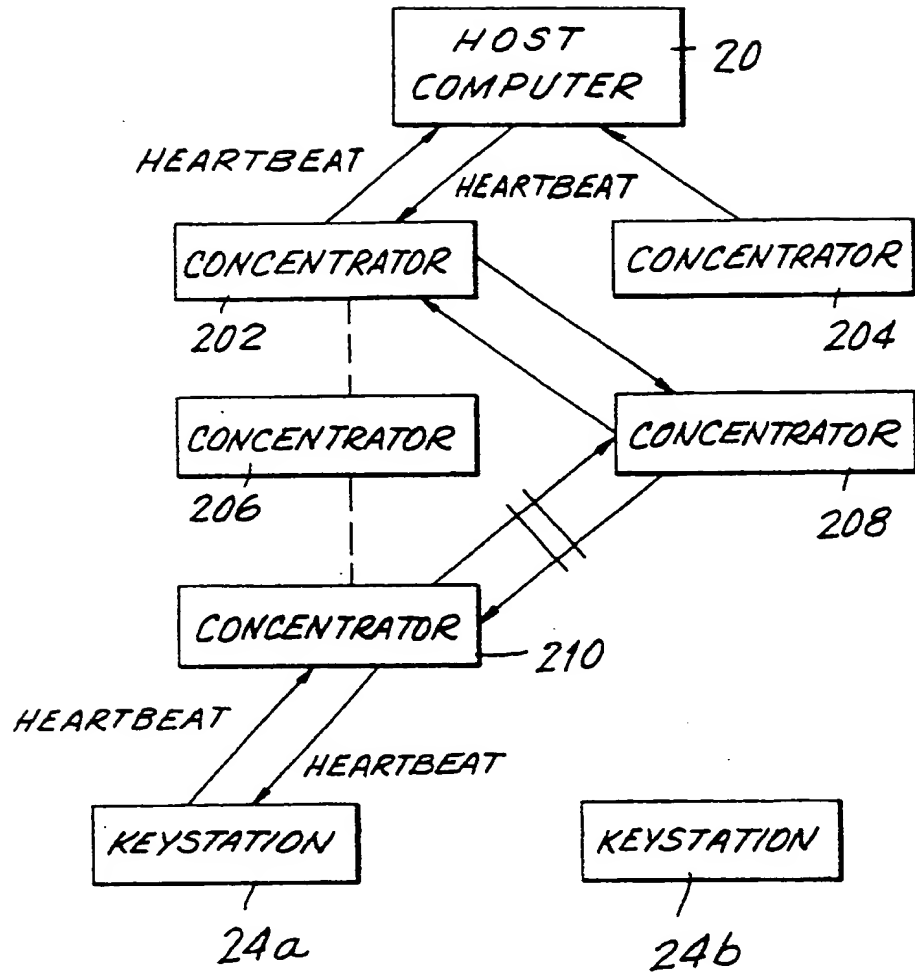 HOST
COMPUTER
20
HEARTBEAT
HEARTBEAT
CONCENTRATOR
CONCENTRATOR
202
204
CONCENTRATOR
CONCENTRATOR
206
208
CONCENTRATOR
210
HEARTBEAT
HEARTBEAT
KEYSTATION
KEYSTATION
24a
24b